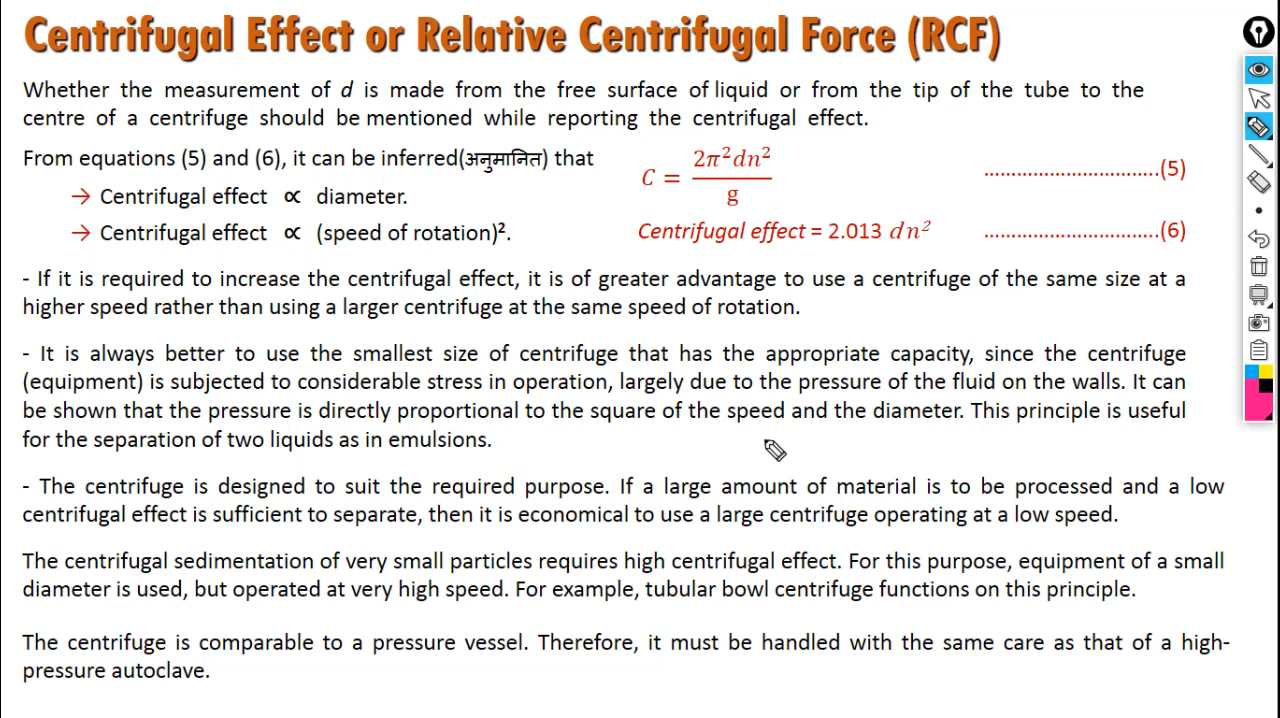 Centrifugal Effect or Relative Centrifugal Force (RCF)
Whether the measurement of d is made from the free surface of liquid or from the tip of the tube to the
centre of a centrifuge should be mentioned while reporting the centrifugal effect.
From equations (5) and (6), it can be inferred(अनुमानित) that
→ Centrifugal effect ∝ diameter.
→ Centrifugal effect ∝ (speed of rotation)².
C = 2π²dn²/g ................................(5)
Centrifugal effect = 2.013 dn² ................................(6)
- If it is required to increase the centrifugal effect, it is of greater advantage to use a centrifuge of the same size at a
higher speed rather than using a larger centrifuge at the same speed of rotation.
- It is always better to use the smallest size of centrifuge that has the appropriate capacity, since the centrifuge
(equipment) is subjected to considerable stress in operation, largely due to the pressure of the fluid on the walls. It can
be shown that the pressure is directly proportional to the square of the speed and the diameter. This principle is useful
for the separation of two liquids as in emulsions.
- The centrifuge is designed to suit the required purpose. If a large amount of material is to be processed and a low
centrifugal effect is sufficient to separate, then it is economical to use a large centrifuge operating at a low speed.
The centrifugal sedimentation of very small particles requires high centrifugal effect. For this purpose, equipment of a small
diameter is used, but operated at very high speed. For example, tubular bowl centrifuge functions on this principle.
The centrifuge is comparable to a pressure vessel. Therefore, it must be handled with the same care as that of a high-
pressure autoclave.